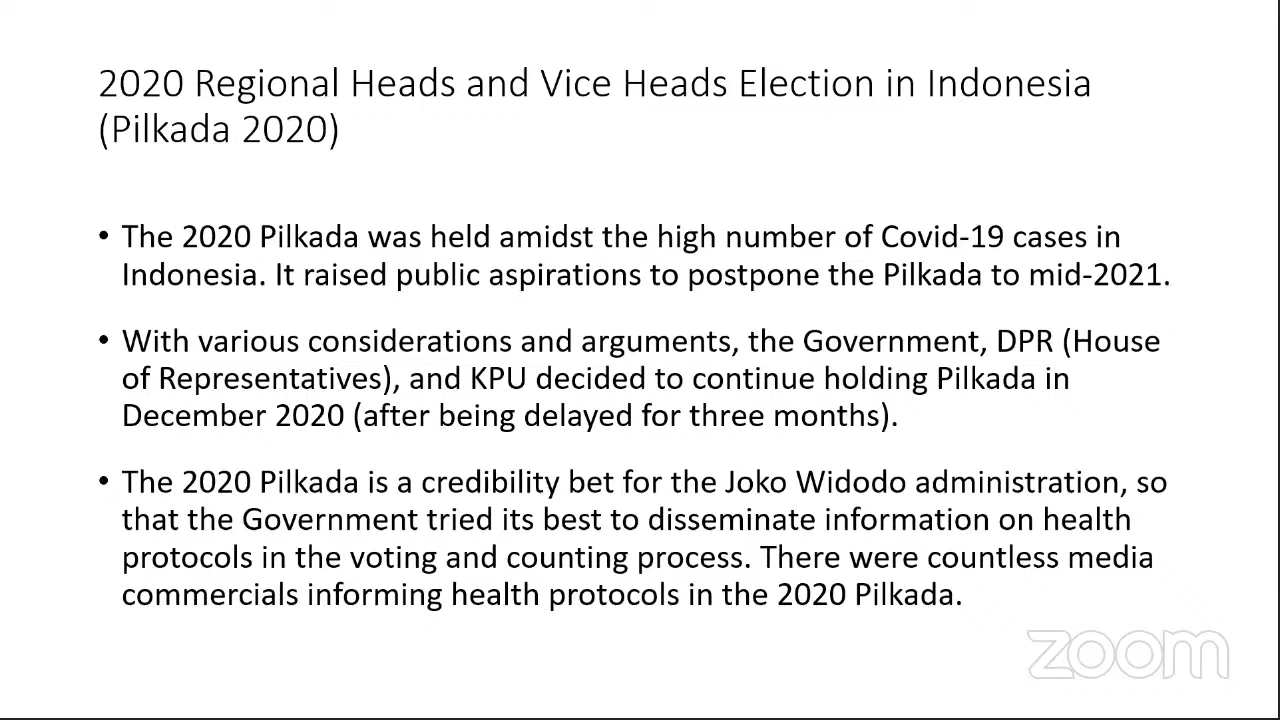 2020 Regional Heads and Vice Heads Election in Indonesia
(Pilkada 2020)
• The 2020 Pilkada was held amidst the high number of Covid-19 cases in
Indonesia. It raised public aspirations to postpone the Pilkada to mid-2021.
• With various considerations and arguments, the Government, DPR (House
of Representatives), and KPU decided to continue holding Pilkada in
December 2020 (after being delayed for three months).
• The 2020 Pilkada is a credibility bet for the Joko Widodo administration, so
that the Government tried its best to disseminate information on health
protocols in the voting and counting process. There were countless media
commercials informing health protocols in the 2020 Pilkada.
zoom